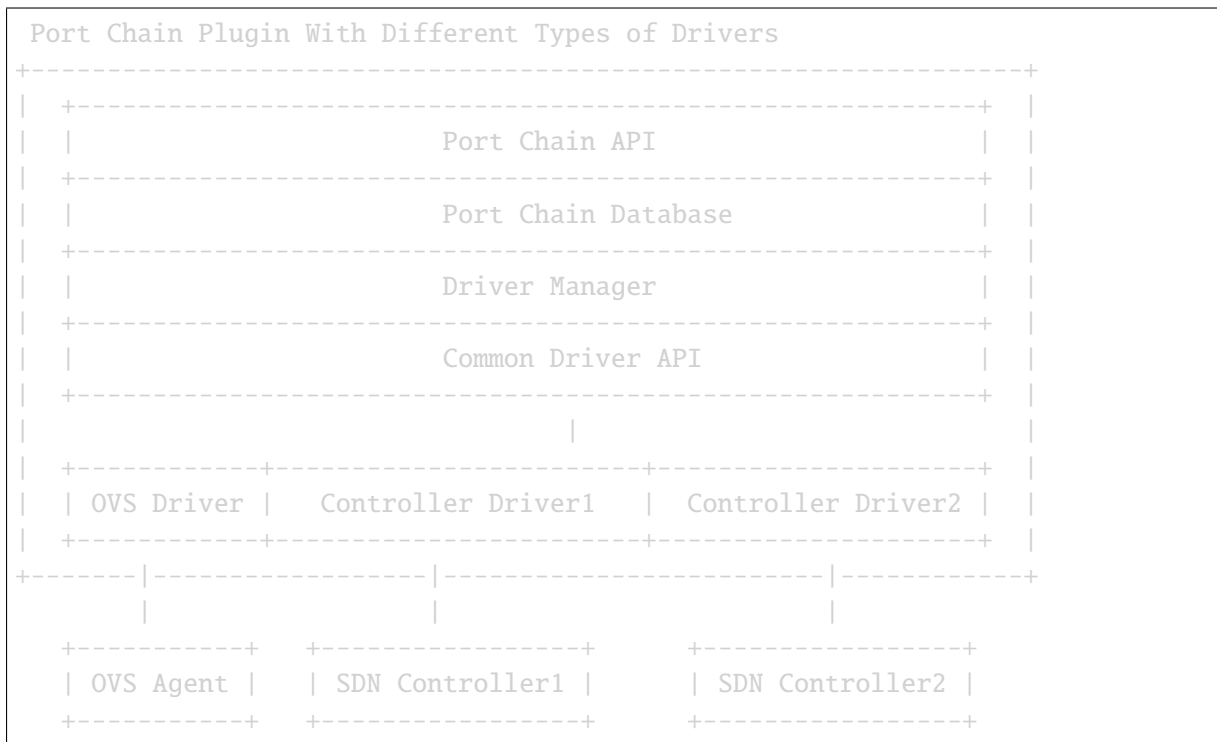 Port Chain Plugin With Different Types of Drivers
Port Chain API
Port Chain Database
Driver Manager
Common Driver API
OVS Driver | Controller Driver1 | Controller Driver2
OVS Agent | | SDN Controller1 | | SDN Controller2